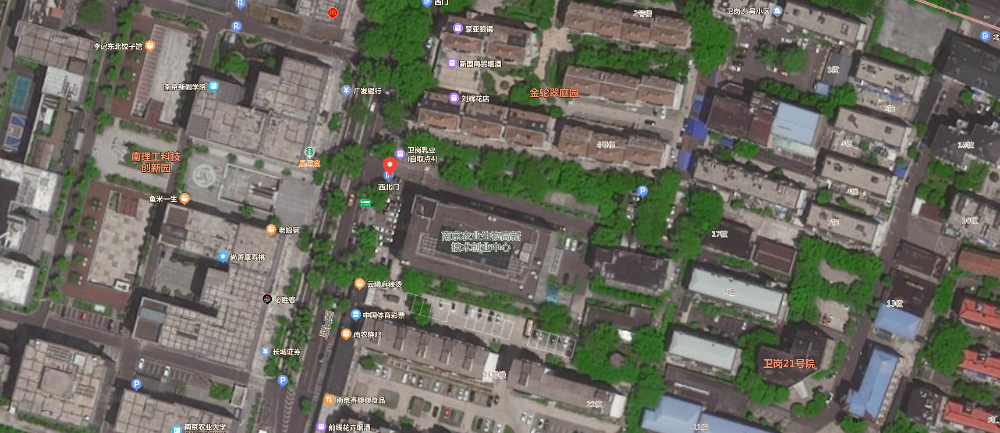 西门
2号楼
卫岗25号小区
豪亚眼镜
北
李记东北饺子馆
新国商贸烟酒
1幢
南京新咖学院
广发银行
金轮翠庭园
刘辉花店
2幢
4号楼
3幢
18幢
卫岗乳业
(自取点4)
南理工科技
创新园
星巴克
西北门
4幢
鱼米一生
16幢
7幢
老娘舅
17幢
南京农业生物高新
技术创业中心
尚善康寿桃
云曦麻辣烫
9幢
必胜客
13幢
中国体育彩票
南农烧鸡
长城证券
卫岗21号院
21号楼
南京香馥馥食品
22幢
3幢
南京农业大学
前线花卉烟酒
11幢